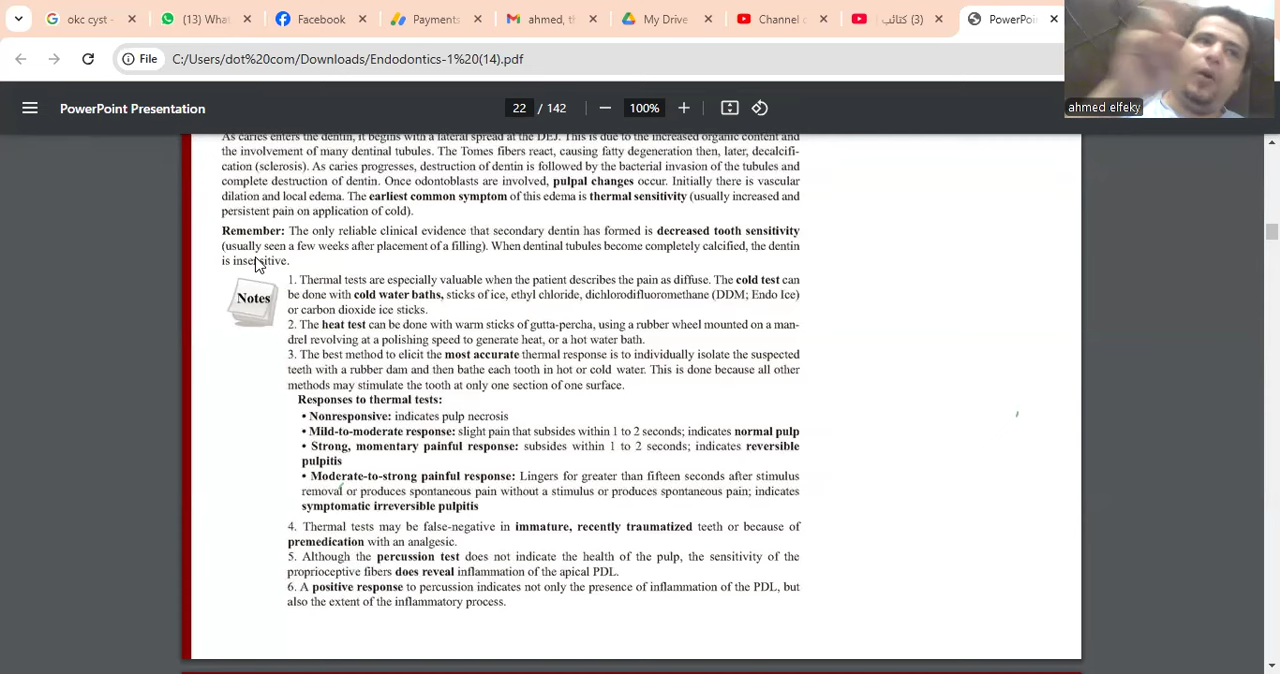 okc cyst -
(13) Wha
Facebook
Payments
ahmed, t
My Drive
Channel
(3) كتائب
PowerPoin
File
C:/Users/dot%20com/Downloads/Endodontics-1%20(14).pdf
ahmed elfeky
PowerPoint Presentation
22 / 142
100%
As caries enters the dentin, it begins with a lateral spread at the DEJ. This is due to the increased organic content and
the involvement of many dentinal tubules. The Tomes fibers react, causing fatty degeneration then, later, decalcifi-
cation (sclerosis). As caries progresses, destruction of dentin is followed by the bacterial invasion of the tubules and
complete destruction of dentin. Once odontoblasts are involved, pulpal changes occur. Initially there is vascular
dilation and local edema. The earliest common symptom of this edema is thermal sensitivity (usually increased and
persistent pain on application of cold).
Remember: The only reliable clinical evidence that secondary dentin has formed is decreased tooth sensitivity
(usually seen a few weeks after placement of a filling). When dentinal tubules become completely calcified, the dentin
is insensitive.
Notes
1. Thermal tests are especially valuable when the patient describes the pain as diffuse. The cold test can
be done with cold water baths, sticks of ice, ethyl chloride, dichlorodifluoromethane (DDM; Endo Ice)
or carbon dioxide ice sticks.
2. The heat test can be done with warm sticks of gutta-percha, using a rubber wheel mounted on a man-
drel revolving at a polishing speed to generate heat, or a hot water bath.
3. The best method to elicit the most accurate thermal response is to individually isolate the suspected
teeth with a rubber dam and then bathe each tooth in hot or cold water. This is done because all other
methods may stimulate the tooth at only one section of one surface.
Responses to thermal tests:
• Nonresponsive: indicates pulp necrosis
• Mild-to-moderate response: slight pain that subsides within 1 to 2 seconds; indicates normal pulp
• Strong, momentary painful response: subsides within 1 to 2 seconds; indicates reversible
pulpitis
• Moderate-to-strong painful response: Lingers for greater than fifteen seconds after stimulus
removal or produces spontaneous pain without a stimulus or produces spontaneous pain; indicates
symptomatic irreversible pulpitis
4. Thermal tests may be false-negative in immature, recently traumatized teeth or because of
premedication with an analgesic.
5. Although the percussion test does not indicate the health of the pulp, the sensitivity of the
proprioceptive fibers does reveal inflammation of the apical PDL.
6. A positive response to percussion indicates not only the presence of inflammation of the PDL, but
also the extent of the inflammatory process.